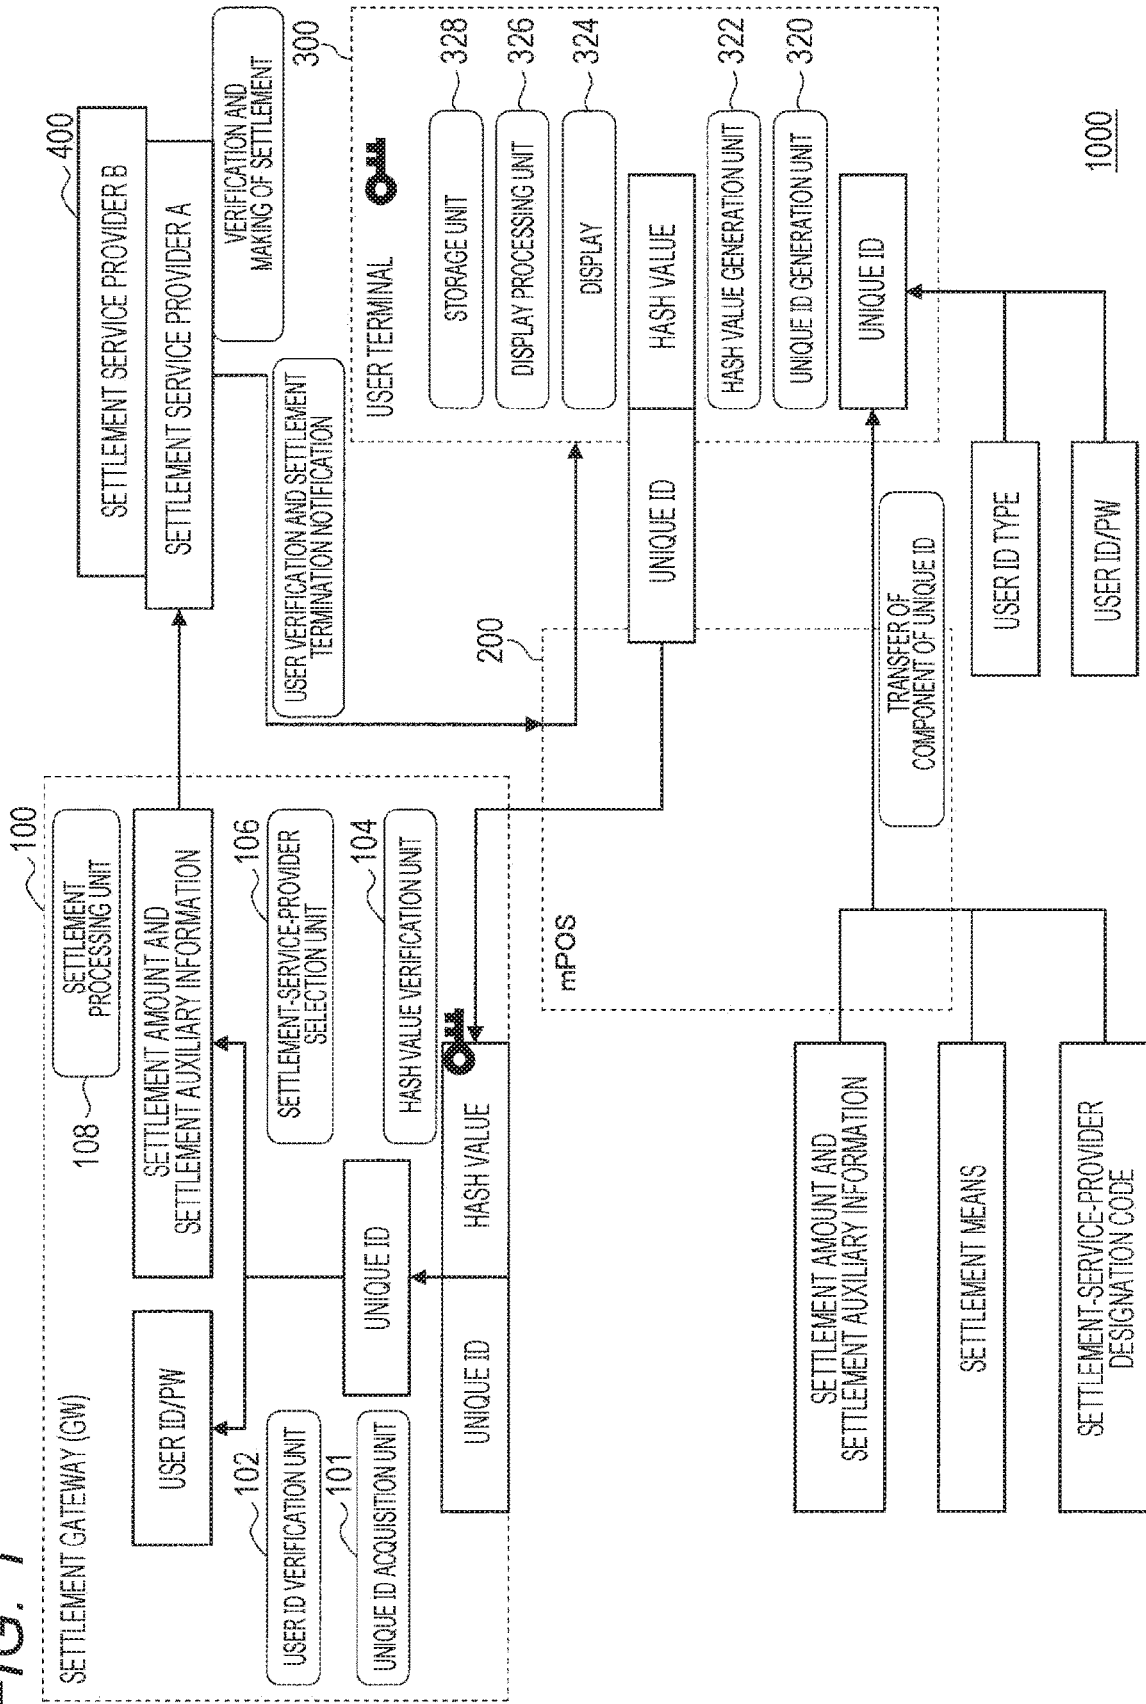 FIG. 1
SETTLEMENT GATEWAY (GW)
100
108
SETTLEMENT
PROCESSING UNIT
USER ID/PW
SETTLEMENT AMOUNT AND
SETTLEMENT AUXILIARY INFORMATION
102
USER ID VERIFICATION UNIT
101
UNIQUE ID ACQUISITION UNIT
UNIQUE ID
106
SETTLEMENT-SERVICE-PROVIDER
SELECTION UNIT
104
HASH VALUE VERIFICATION UNIT
UNIQUE ID
HASH VALUE
400
SETTLEMENT SERVICE PROVIDER B
SETTLEMENT SERVICE PROVIDER A
VERIFICATION AND
MAKING OF SETTLEMENT
USER VERIFICATION AND SETTLEMENT
TERMINATION NOTIFICATION
200
mPOS
300
USER TERMINAL
STORAGE UNIT
328
DISPLAY PROCESSING UNIT
326
DISPLAY
324
UNIQUE ID
HASH VALUE
HASH VALUE GENERATION UNIT
322
UNIQUE ID GENERATION UNIT
320
UNIQUE ID
TRANSFER OF
COMPONENT OF UNIQUE ID
SETTLEMENT AMOUNT AND
SETTLEMENT AUXILIARY INFORMATION
SETTLEMENT MEANS
SETTLEMENT-SERVICE-PROVIDER
DESIGNATION CODE
USER ID TYPE
USER ID/PW
1000